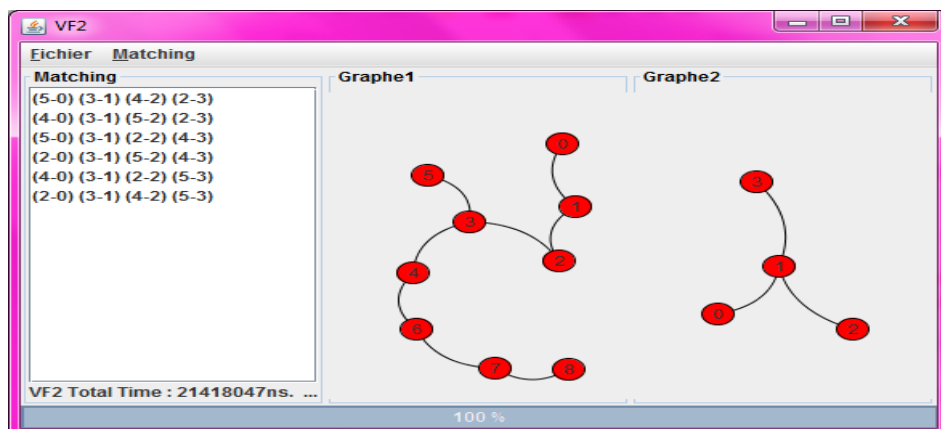 VF2
Fichier Matching
Matching
(5-0) (3-1) (4-2) (2-3)
(4-0) (3-1) (5-2) (2-3)
(5-0) (3-1) (2-2) (4-3)
(2-0) (3-1) (5-2) (4-3)
(4-0) (3-1) (2-2) (5-3)
(2-0) (3-1) (4-2) (5-3)
VF2 Total Time : 21418047ns. ...
Graphe1
0
5
1
3
2
4
6
7
8
Graphe2
3
1
0
2
100 %